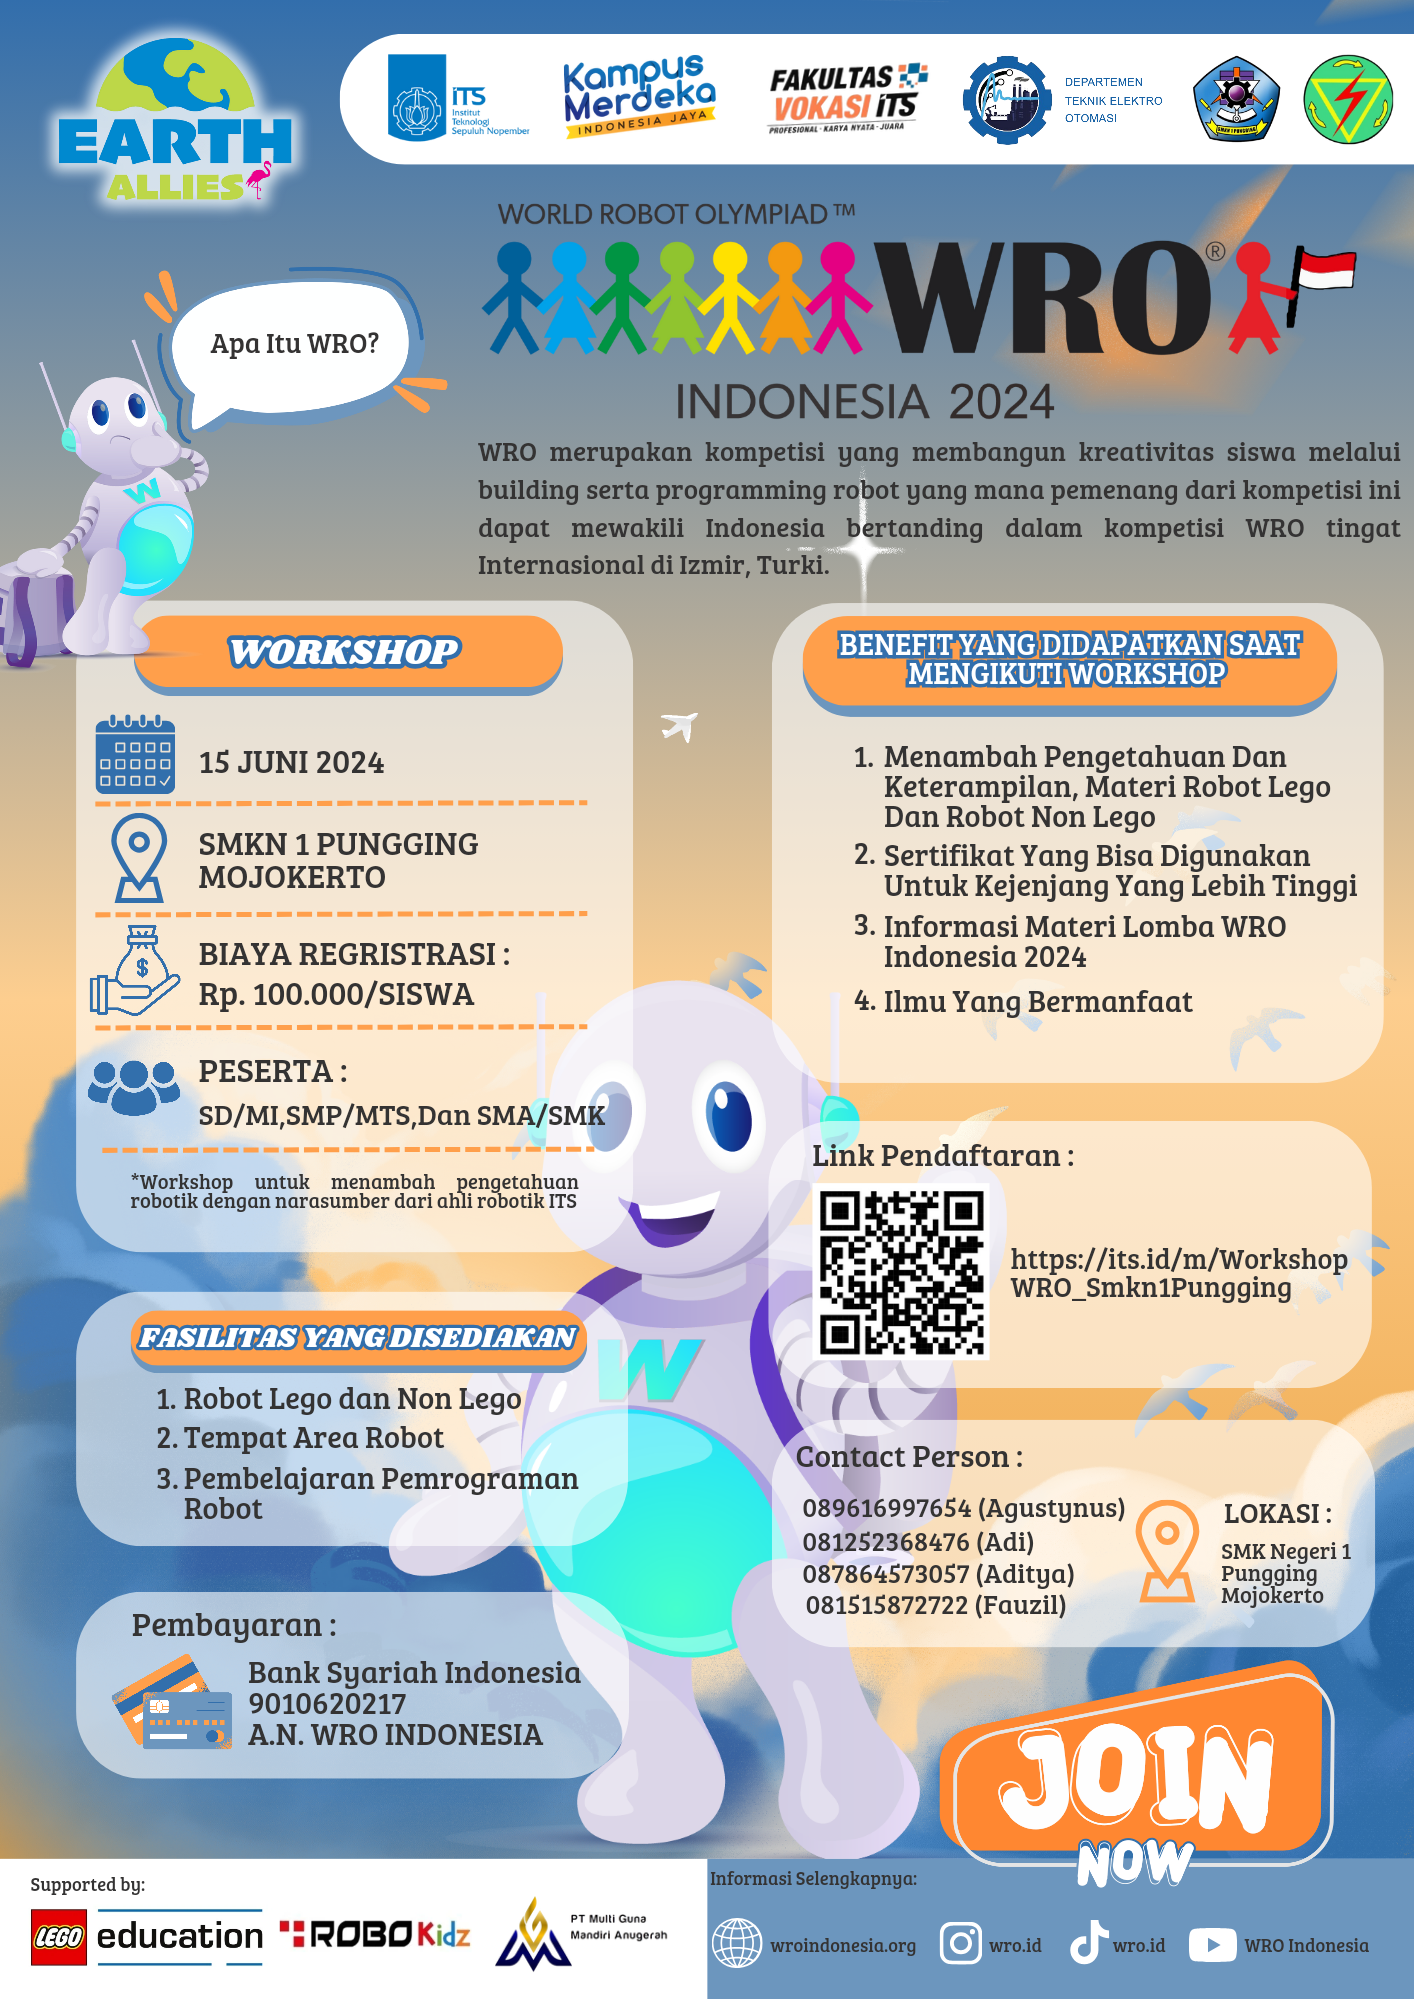 EARTH
ALLIES
iTS
Institut
Teknologi
Sepuluh Nopember
Kampus
Merdeka
INDONESIA JAYA
FAKULTAS
VOKASI iTS
PROFESIONAL · KARYA NYATA · JUARA
DEPARTEMEN
TEKNIK ELEKTRO
OTOMASI
SMKN 1 PUNGGING
WORLD ROBOT OLYMPIAD™
WRO®
INDONESIA 2024
Apa Itu WRO?
WRO merupakan kompetisi yang membangun kreativitas siswa melalui
building serta programming robot yang mana pemenang dari kompetisi ini
dapat mewakili Indonesia bertanding dalam kompetisi WRO tingat
Internasional di Izmir, Turki.
W
WORKSHOP
15 JUNI 2024
SMKN 1 PUNGGING
MOJOKERTO
$
BIAYA REGRISTRASI :
Rp. 100.000/SISWA
PESERTA :
SD/MI,SMP/MTS,Dan SMA/SMK
*Workshop untuk menambah pengetahuan
robotik dengan narasumber dari ahli robotik ITS
BENEFIT YANG DIDAPATKAN SAAT
MENGIKUTI WORKSHOP
1. Menambah Pengetahuan Dan
Keterampilan, Materi Robot Lego
Dan Robot Non Lego
2. Sertifikat Yang Bisa Digunakan
Untuk Kejenjang Yang Lebih Tinggi
3. Informasi Materi Lomba WRO
Indonesia 2024
4. Ilmu Yang Bermanfaat
Link Pendaftaran :
https://its.id/m/Workshop
WRO_Smkn1Pungging
FASILITAS YANG DISEDIAKAN
1. Robot Lego dan Non Lego
2. Tempat Area Robot
3. Pembelajaran Pemrograman
Robot
W
Contact Person :
089616997654 (Agustynus)
081252368476 (Adi)
087864573057 (Aditya)
081515872722 (Fauzil)
LOKASI :
SMK Negeri 1
Pungging
Mojokerto
Pembayaran :
Bank Syariah Indonesia
9010620217
A.N. WRO INDONESIA
JOIN
NOW
Supported by:
LEGO education
ROBO Kidz
PT Multi Guna
Mandiri Anugerah
Informasi Selengkapnya:
wroindonesia.org
wro.id
wro.id
WRO Indonesia